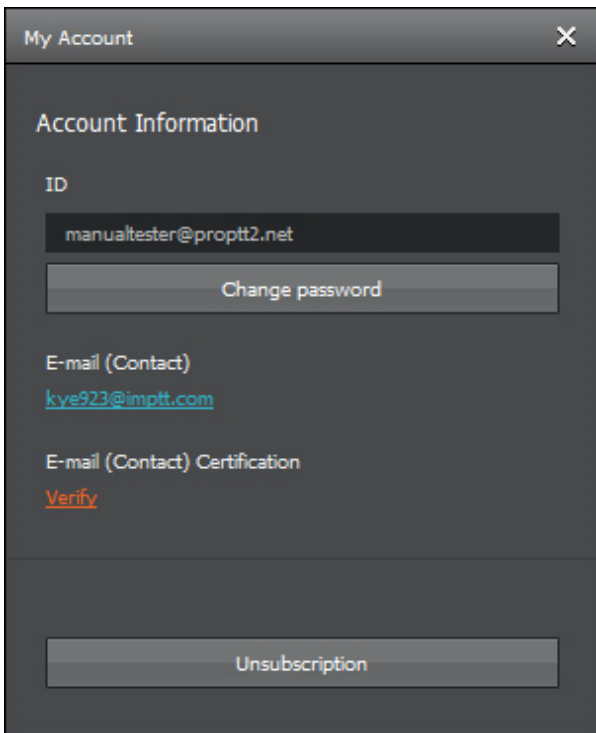 My Account
Account Information
ID
manualtester@proptt2.net
Change password
E-mail (Contact)
kye923@imptt.com
E-mail (Contact) Certification
Verify
Unsubscription